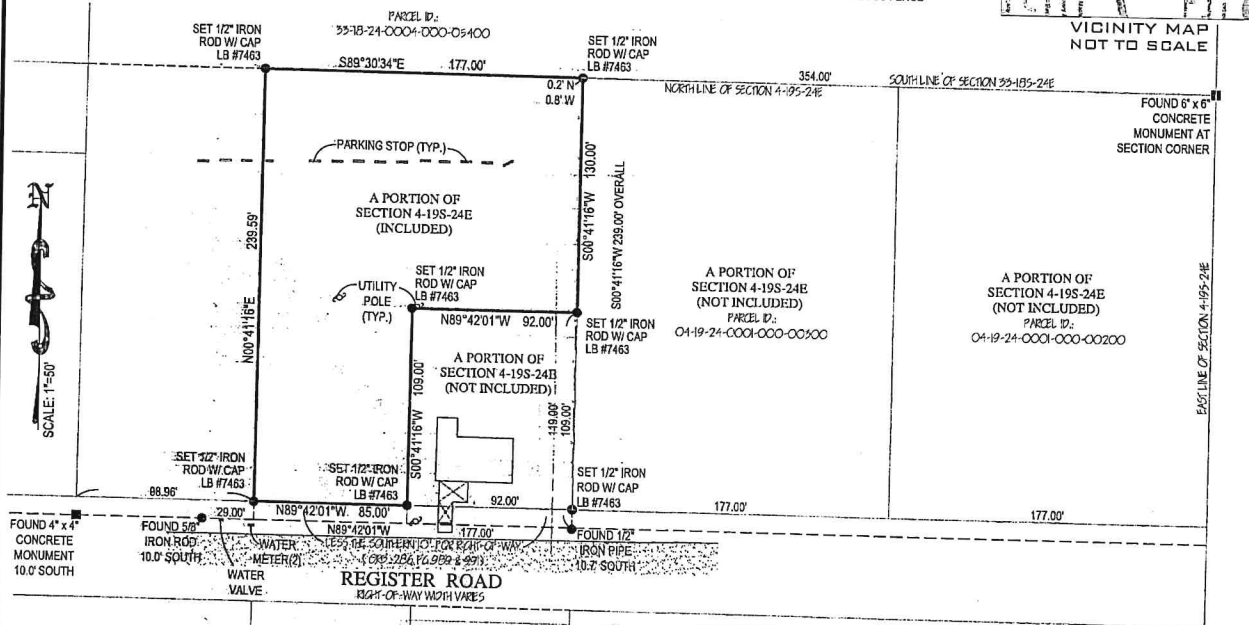 VICINITY MAP
NOT TO SCALE
PARCEL ID.:
33-18-24-0004-000-05400
SET 1/2" IRON
ROD W/ CAP
LB #7463
SET 1/2" IRON
ROD W/ CAP
LB #7463
S89°30'34"E 177.00'
0.2' N
0.8' W
354.00'
NORTH LINE OF SECTION 4-19S-24E
SOUTH LINE OF SECTION 33-18S-24E
FOUND 6" x 6"
CONCRETE
MONUMENT AT
SECTION CORNER
PARKING STOP (TYP.)
A PORTION OF
SECTION 4-19S-24E
(INCLUDED)
N00°41'16"E 239.59'
S00°41'16"W 130.00'
S00°41'16"W 239.00' OVERALL
SCALE: 1"=50'
UTILITY
POLE
(TYP.)
SET 1/2" IRON
ROD W/ CAP
LB #7463
N89°42'01"W 92.00'
SET 1/2" IRON
ROD W/ CAP
LB #7463
A PORTION OF
SECTION 4-19S-24E
(NOT INCLUDED)
PARCEL ID.:
04-19-24-0001-000-00300
A PORTION OF
SECTION 4-19S-24E
(NOT INCLUDED)
PARCEL ID.:
04-19-24-0001-000-00200
EAST LINE OF SECTION 4-19S-24E
A PORTION OF
SECTION 4-19S-24E
(NOT INCLUDED)
S00°41'16"W 109.00'
119.00'
109.00'
SET 1/2" IRON
ROD W/ CAP
LB #7463
SET 1/2" IRON
ROD W/ CAP
LB #7463
SET 1/2" IRON
ROD W/ CAP
LB #7463
88.96'
29.00'
N89°42'01"W 85.00'
92.00'
177.00'
177.00'
N89°42'01"W 177.00'
LESS THE SOUTHERN 10' FOR RIGHT-OF-WAY
FOUND 4" x 4"
CONCRETE
MONUMENT
10.0' SOUTH
FOUND 5/8"
IRON ROD
10.0' SOUTH
WATER
METER(2)
WATER
VALVE
FOUND 1/2"
IRON PIPE
10.7' SOUTH
REGISTER ROAD
RIGHT-OF-WAY WIDTH VARIES